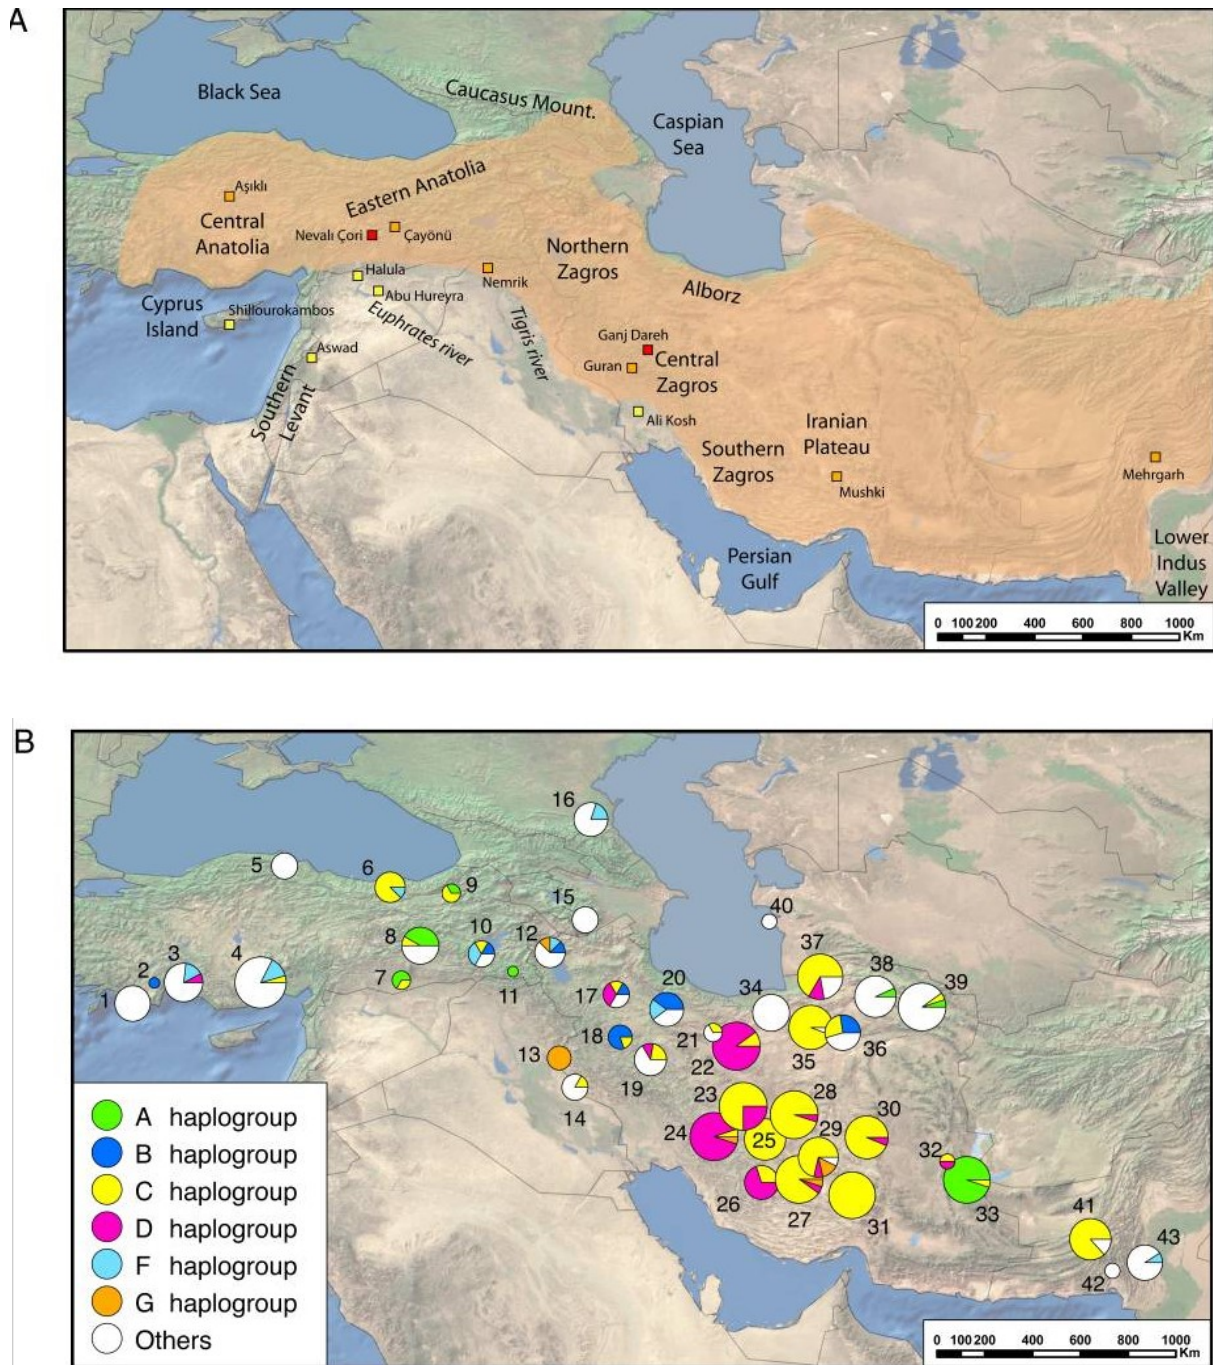 A
Black Sea
Caucasus Mount.
Caspian
Sea
Aşıklı
Eastern Anatolia
Central
Anatolia
Nevalı Çori
Çayönü
Northern
Zagros
Halula
Nemrik
Alborz
Abu Hureyra
Cyprus
Island
Shillourokambos
Euphrates river
Tigris river
Ganj Dareh
Aswad
Guran
Central
Zagros
Southern
Levant
Ali Kosh
Iranian
Plateau
Southern
Zagros
Mehrgarh
Mushki
Lower
Indus
Valley
Persian
Gulf
0 100 200 400 600 800 1000
Km
B
16
5
6
9
15
40
8
10
12
3
4
2
37
7
11
38
39
1
17
20
34
18
21
13
35
36
22
19
14
23
28
30
24
25
29
32
26
27
31
33
41
43
42
A haplogroup
B haplogroup
C haplogroup
D haplogroup
F haplogroup
G haplogroup
Others
0 100 200 400 600 800 1000
Km